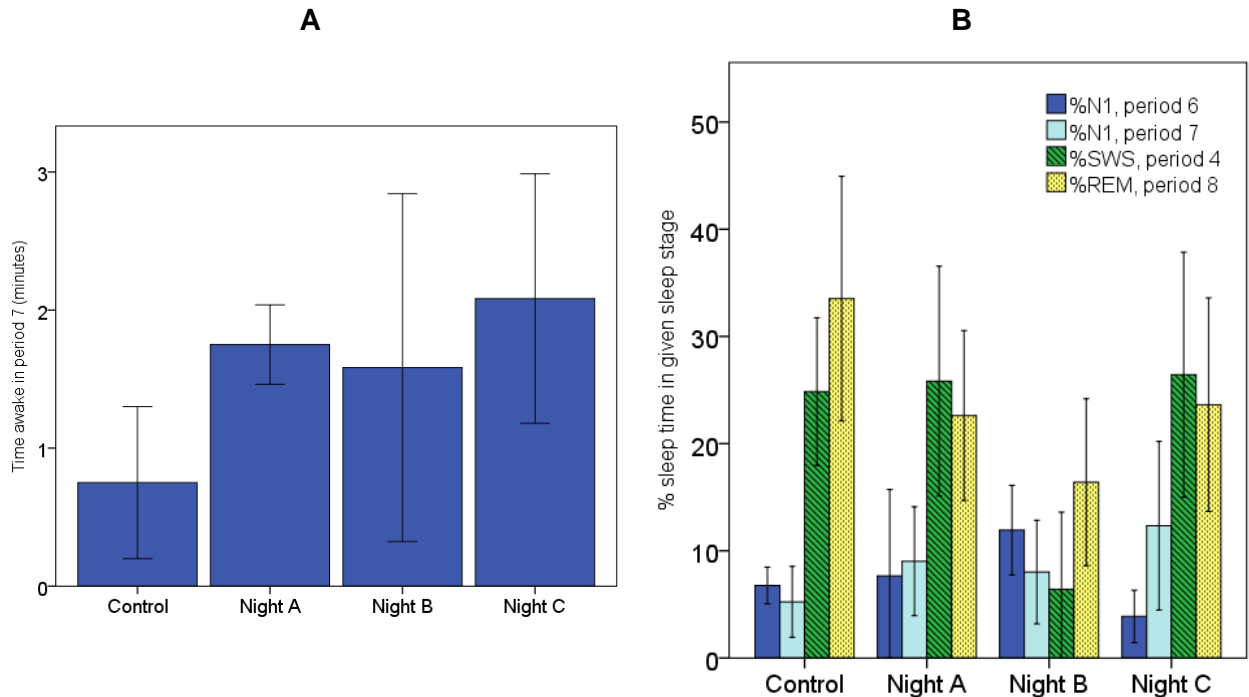 A
Time awake in period 7 (minutes)
3
2
1
0
Control
Night A
Night B
Night C
B
% sleep time in given sleep stage
50
40
30
20
10
0
%N1, period 6
%N1, period 7
%SWS, period 4
%REM, period 8
Control
Night A
Night B
Night C